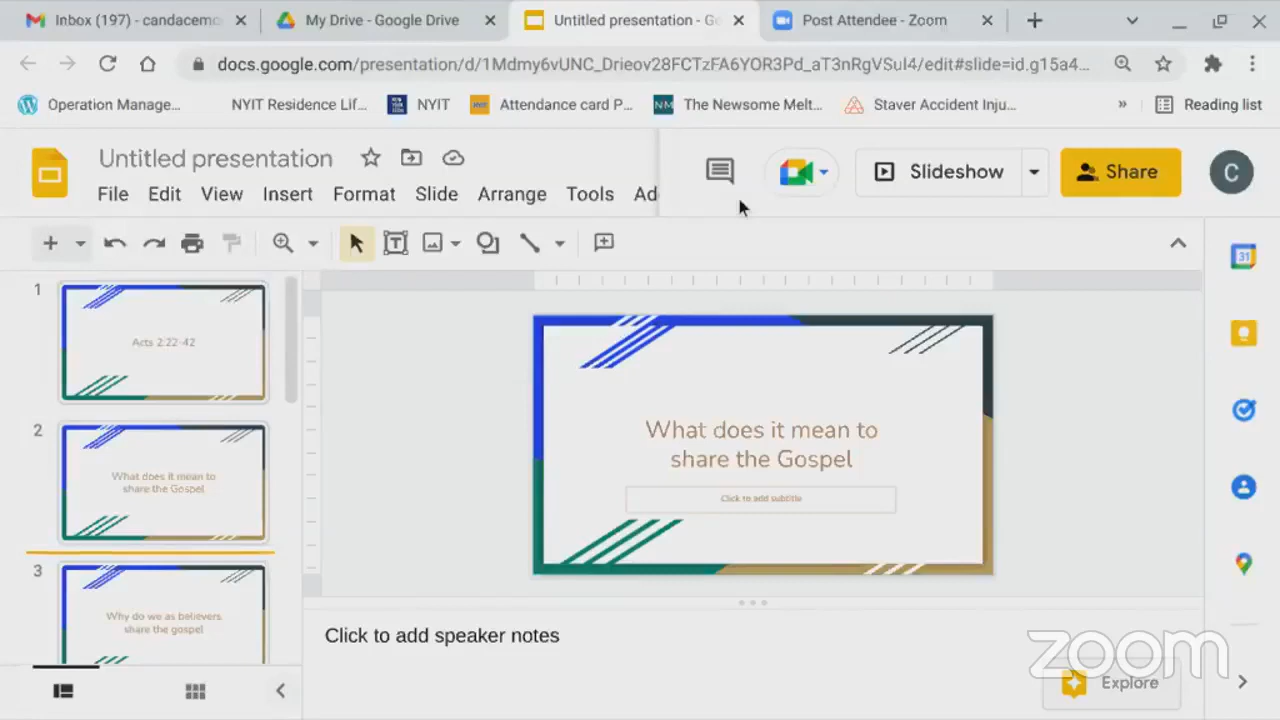 Inbox (197) - candacemo
My Drive - Google Drive
Untitled presentation - Go
Post Attendee - Zoom
docs.google.com/presentation/d/1Mdmy6vUNC_Drieov28FCTzFA6YOR3Pd_aT3nRgVSul4/edit#slide=id.g15a4...
Operation Manage...
NYIT Residence Lif...
NYIT
Attendance card P...
NM
The Newsome Melt...
Staver Accident Inju...
»
Reading list
Untitled presentation
File Edit View Insert Format Slide Arrange Tools Ad
Slideshow
Share
C
31
1
Acts 2:22-42
2
What does it mean to
share the Gospel
3
Why do we as believers
share the gospel
What does it mean to
share the Gospel
Click to add subtitle
Click to add speaker notes
zoom
Explore